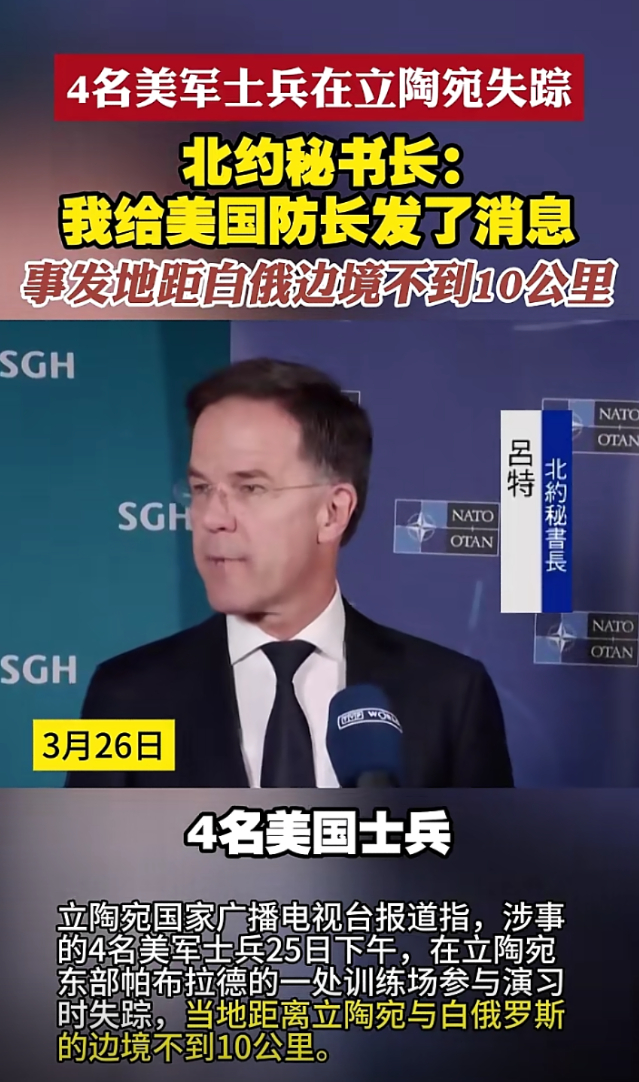 4名美军士兵在立陶宛失踪
北约秘书长：
我给美国防长发了消息
事发地距白俄边境不到10公里
SGH
NATO
OTAN
呂特
北約秘書長
SGH
NATO
OTAN
NATO
OTAN
SGH
TVP WORLD
3月26日
4名美国士兵
立陶宛国家广播电视台报道指，涉事
的4名美军士兵25日下午，在立陶宛
东部帕布拉德的一处训练场参与演习
时失踪，当地距离立陶宛与白俄罗斯
的边境不到10公里。